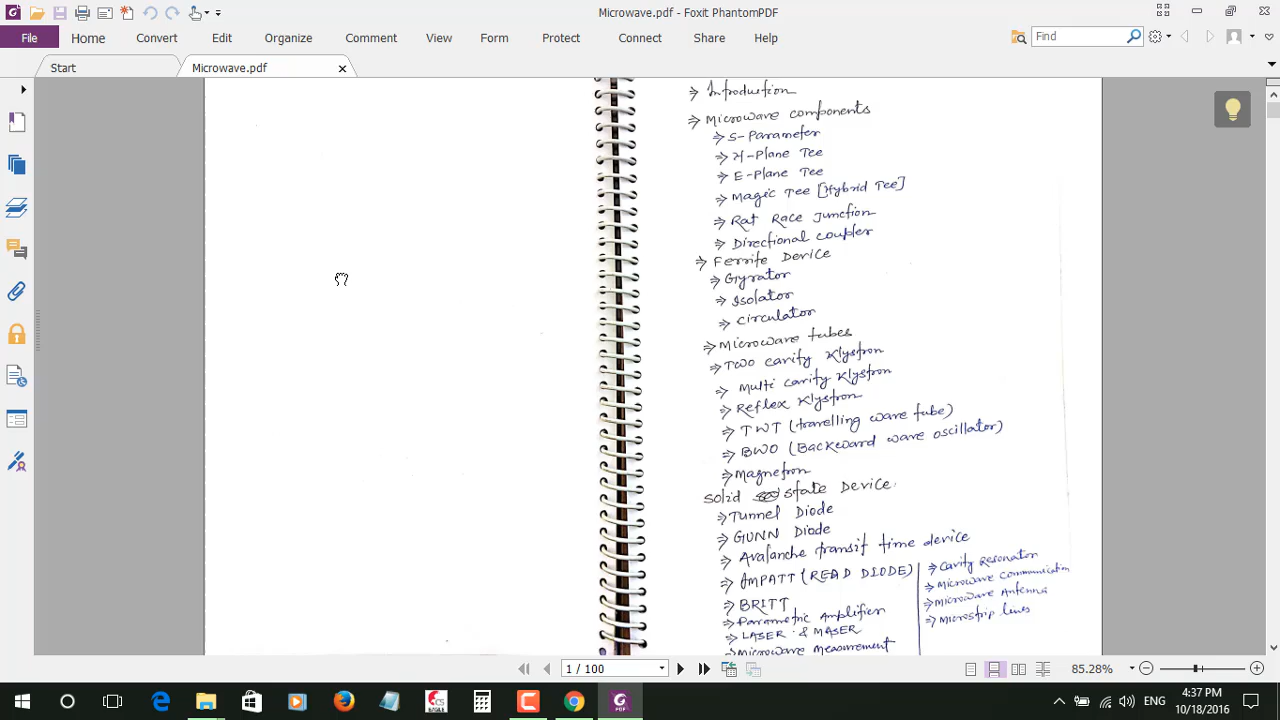 Microwave.pdf - Foxit PhantomPDF
File Home Convert Edit Organize Comment View Form Protect Connect Share Help
Find
Start Microwave.pdf
⇒ Introduction
⇒ Microwave components
⇒ S-Parameter
⇒ H-Plane Tee
⇒ E-Plane Tee
⇒ Magic Tee [Hybrid Tee]
⇒ Rat Race Junction
⇒ Directional coupler
⇒ Ferrite Device
⇒ Gyrator
⇒ Isolator
⇒ circulator
⇒ Microwave tubes
⇒ TWO cavity Klystron
⇒ Multi cavity Klystron
⇒ Reflex Klystron
⇒ TWT (travelling wave tube)
⇒ BWO (Backward wave oscillator)
⇒ Magnetron
Solid state Device
⇒ Tunnel Diode
⇒ GUNN Diode
⇒ Avalanche transit time device
⇒ IMPATT (READ DIODE)
⇒ BRITT
⇒ Parametric Amplifier
⇒ LASER & MASER
⇒ Microwave Measurement
⇒ Cavity Resonator
⇒ Microwave Communication
⇒ Microwave Antenna
⇒ Microstrip lines
1 / 100
85.28%
ENG
4:37 PM
10/18/2016